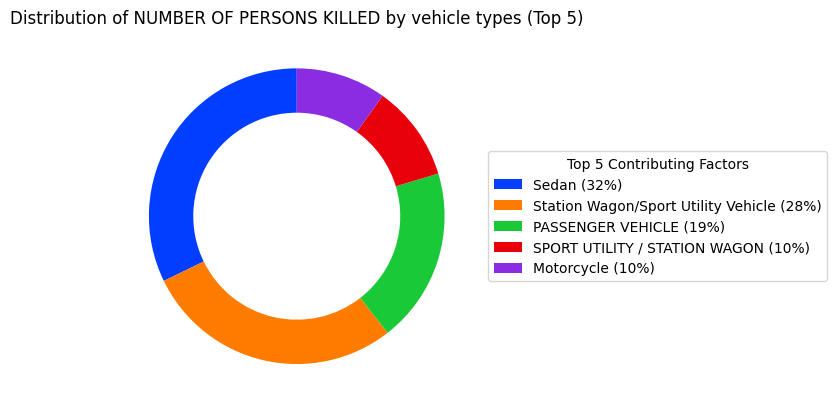 Distribution of NUMBER OF PERSONS KILLED by vehicle types (Top 5)
Top 5 Contributing Factors
Sedan (32%)
Station Wagon/Sport Utility Vehicle (28%)
PASSENGER VEHICLE (19%)
SPORT UTILITY / STATION WAGON (10%)
Motorcycle (10%)